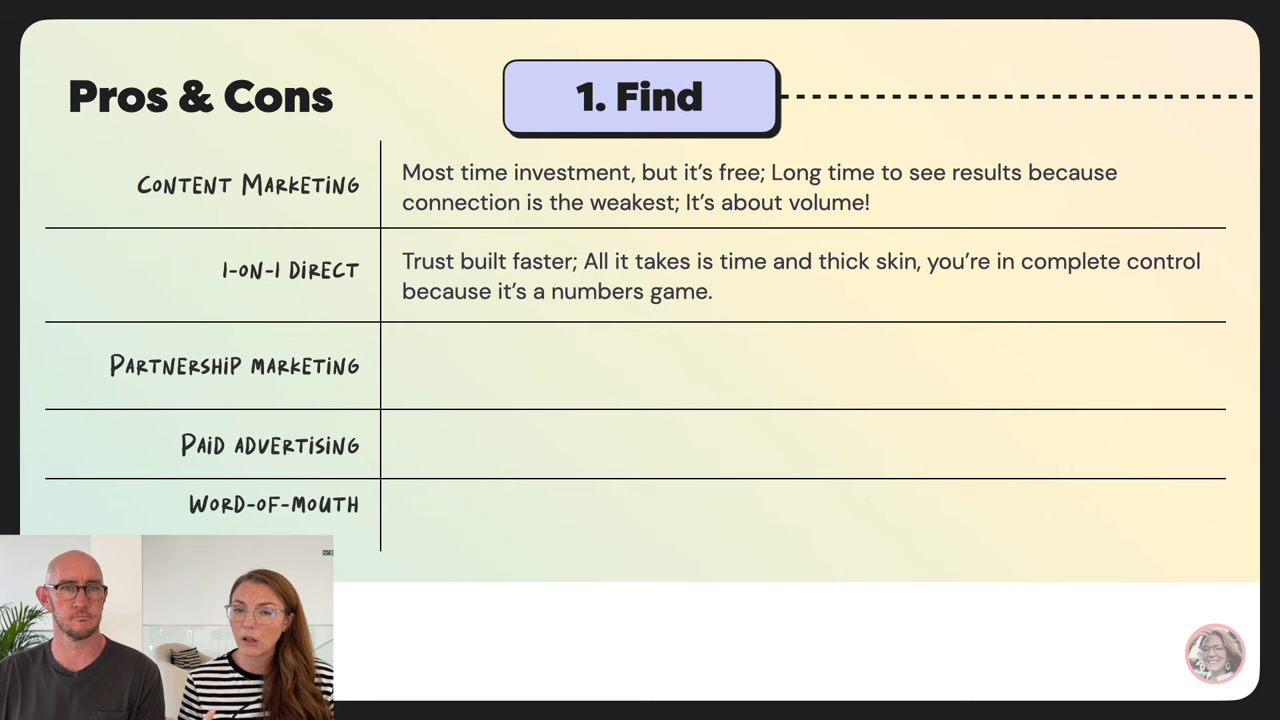 Pros & Cons
1. Find
Content Marketing
Most time investment, but it’s free; Long time to see results because
connection is the weakest; It’s about volume!
1-on-1 Direct
Trust built faster; All it takes is time and thick skin, you’re in complete control
because it’s a numbers game.
Partnership marketing
Paid advertising
Word-of-mouth